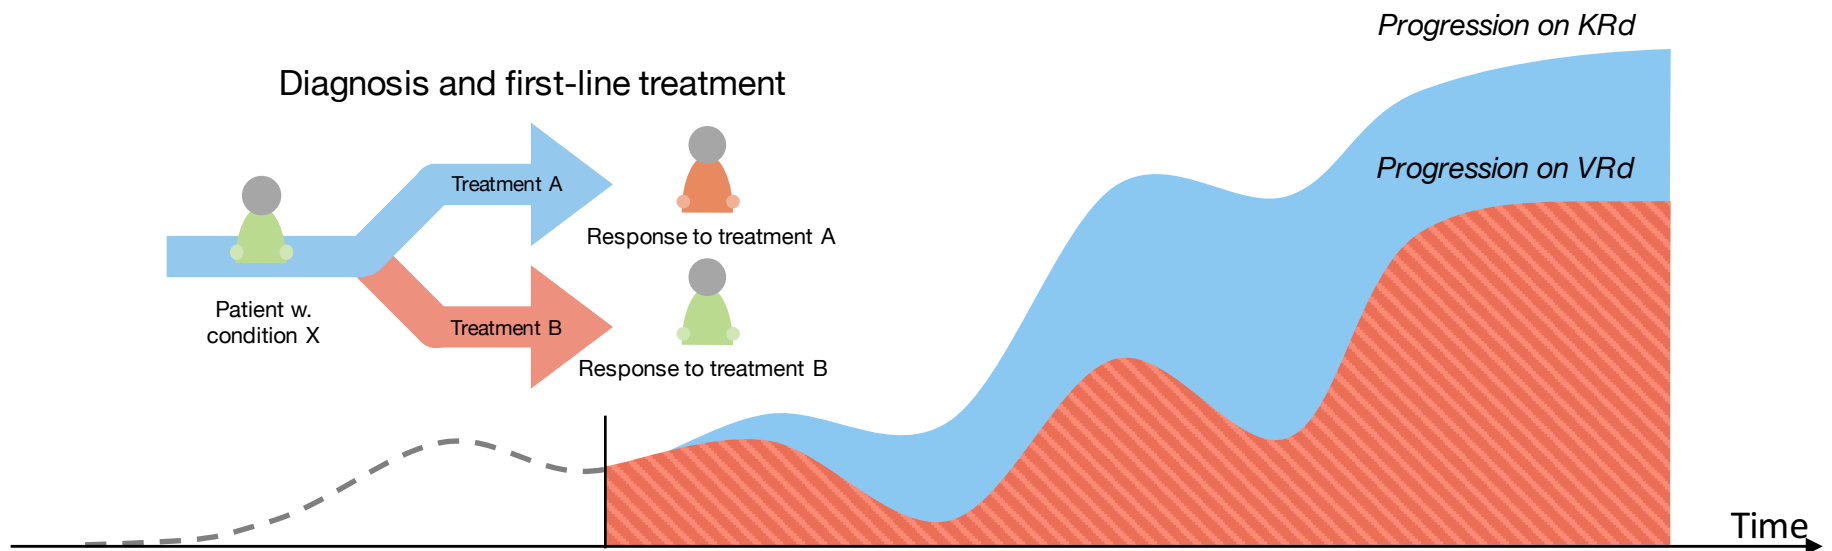 Progression on KRd
Diagnosis and first-line treatment
Treatment A
Progression on VRd
Response to treatment A
Patient w.
condition X
Treatment B
Response to treatment B
Time